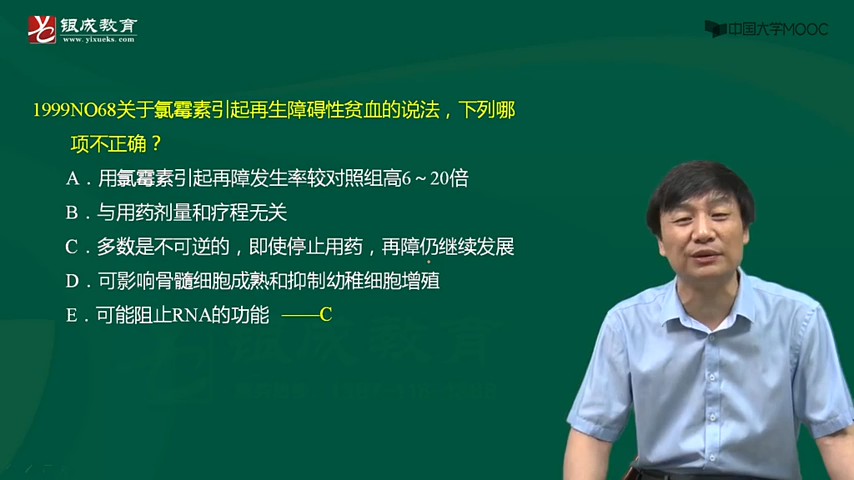 银成教育
www.yixueks.com
中国大学MOOC
1999NO68关于氯霉素引起再生障碍性贫血的说法，下列哪
项不正确？
A．用氯霉素引起再障发生率较对照组高6～20倍
B．与用药剂量和疗程无关
C．多数是不可逆的，即使停止用药，再障仍继续发展
D．可影响骨髓细胞成熟和抑制幼稚细胞增殖
E．可能阻止RNA的功能 ——C
银成教育